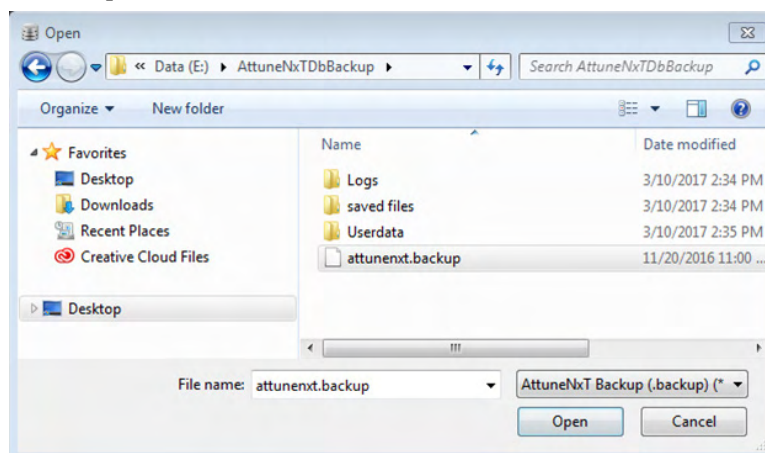 Open
« Data (E:) ▸ AttuneNxTDbBackup ▸ Search AttuneNxTDbBackup
Organize ▾ New folder
Name Date modified
Favorites
Desktop
Downloads
Recent Places
Creative Cloud Files
Desktop
Logs 3/10/2017 2:34 PM
saved files 3/10/2017 2:34 PM
Userdata 3/10/2017 2:35 PM
attunenxt.backup 11/20/2016 11:00 ...
File name: attunenxt.backup AttuneNxT Backup (.backup) (*
Open Cancel